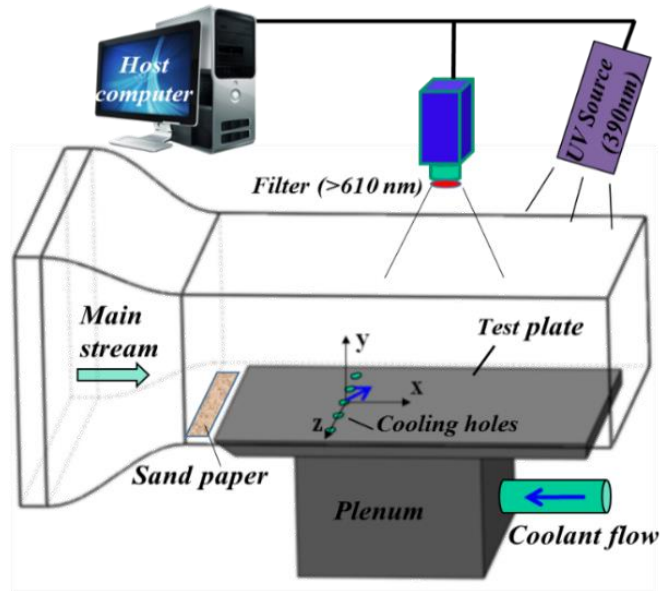 Host
computer
UV Source
(390nm)
Filter (>610 nm)
Main
stream
y
Test plate
x
z
Cooling holes
Sand paper
Plenum
Coolant flow